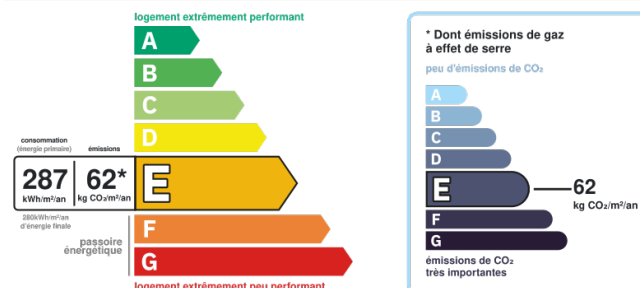 logement extrêmement performant
A
B
C
D
consommation
(énergie primaire)
émissions
287
kWh/m²/an
62*
kg CO₂/m²/an
E
280kWh/m²/an
d'énergie finale
F
passoire
énergétique
G
logement extrêmement peu performant
* Dont émissions de gaz
à effet de serre
peu d'émissions de CO₂
A
B
C
D
E
62
kg CO₂/m²/an
F
G
émissions de CO₂
très importantes